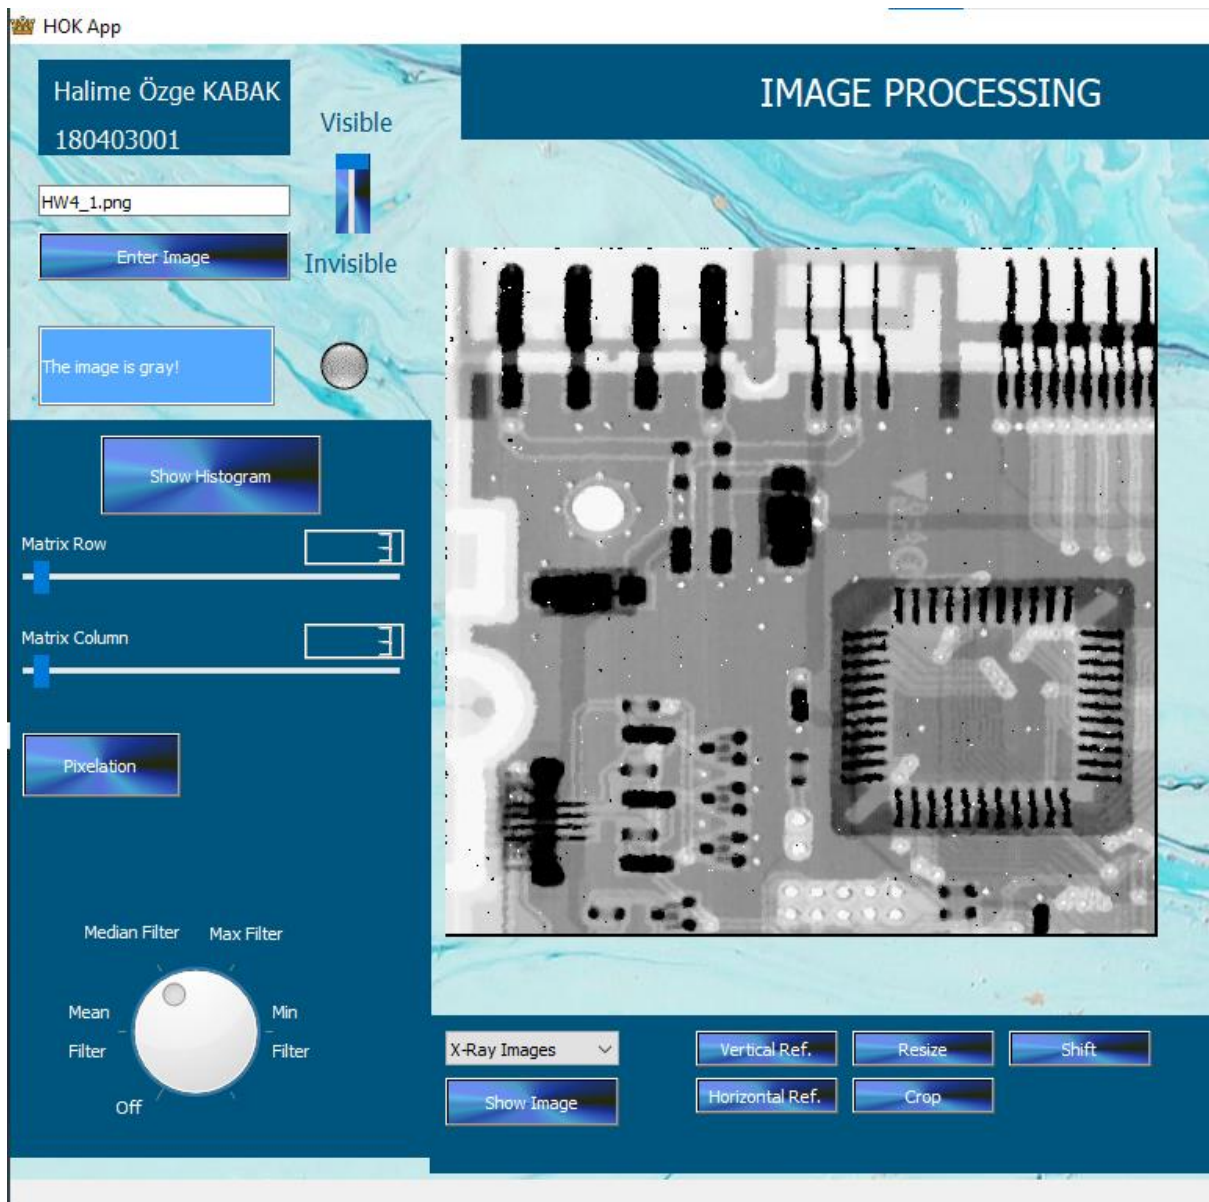 HOK App
Halime Özge KABAK
180403001
IMAGE PROCESSING
Visible
HW4_1.png
Enter Image
Invisible
The image is gray!
Show Histogram
Matrix Row
3
Matrix Column
3
Pixelation
Median Filter
Max Filter
Mean
Filter
Min
Filter
Off
X-Ray Images
Show Image
Vertical Ref.
Resize
Shift
Horizontal Ref.
Crop